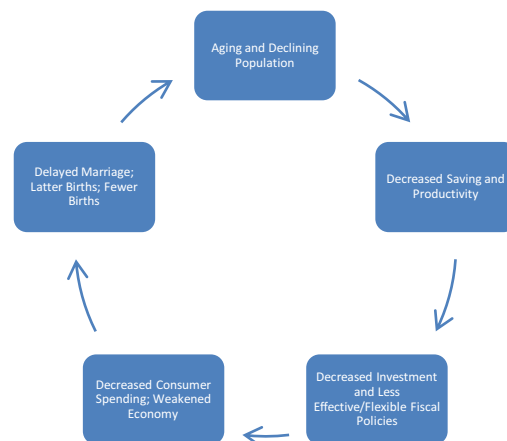 Aging and Declining
Population
Decreased Saving and
Productivity
Decreased Investment
and Less
Effective/Flexible Fiscal
Policies
Decreased Consumer
Spending; Weakened
Economy
Delayed Marriage;
Latter Births; Fewer
Births